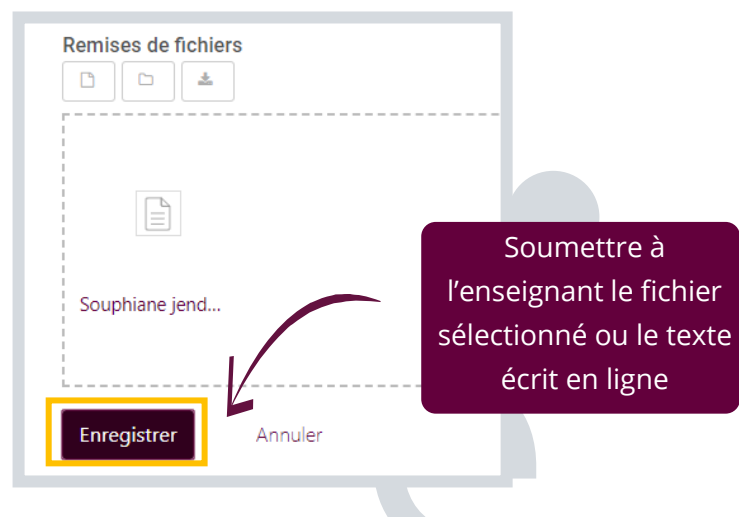 Remises de fichiers
Souphiane jend...
Soumettre à
l’enseignant le fichier
sélectionné ou le texte
écrit en ligne
Enregistrer
Annuler